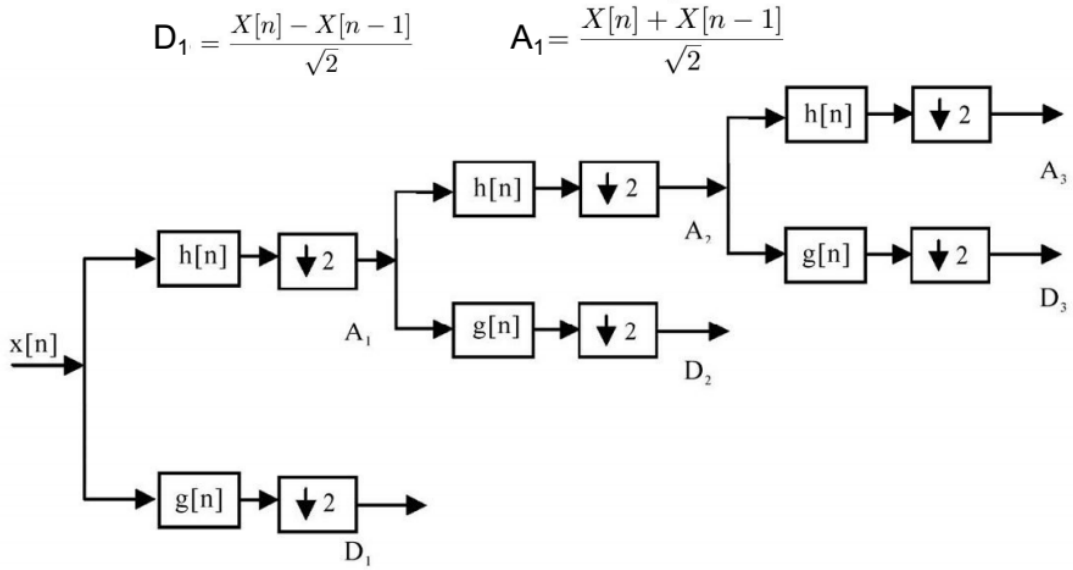 D₁ = (X[n] − X[n − 1]) / √2
A₁= (X[n] + X[n − 1]) / √2
h[n] ↓ 2
A₃
h[n] ↓ 2
A₂
g[n] ↓ 2
D₃
h[n] ↓ 2
A₁
g[n] ↓ 2
D₂
x[n]
g[n] ↓ 2
D₁